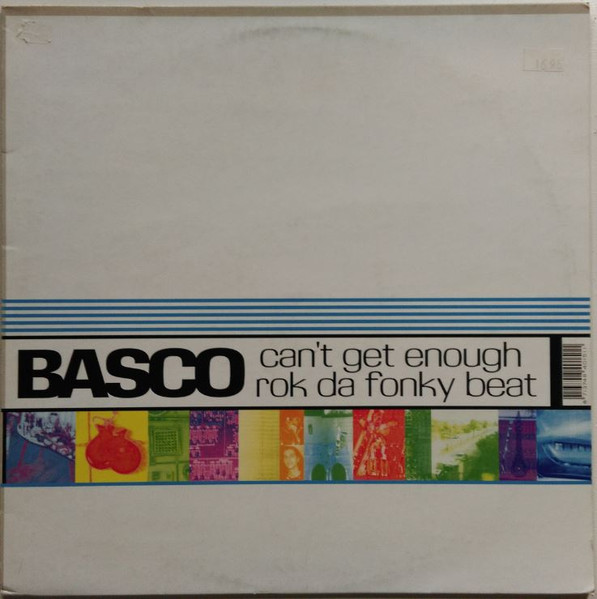 BASCO
can't get enough
rok da fonky beat